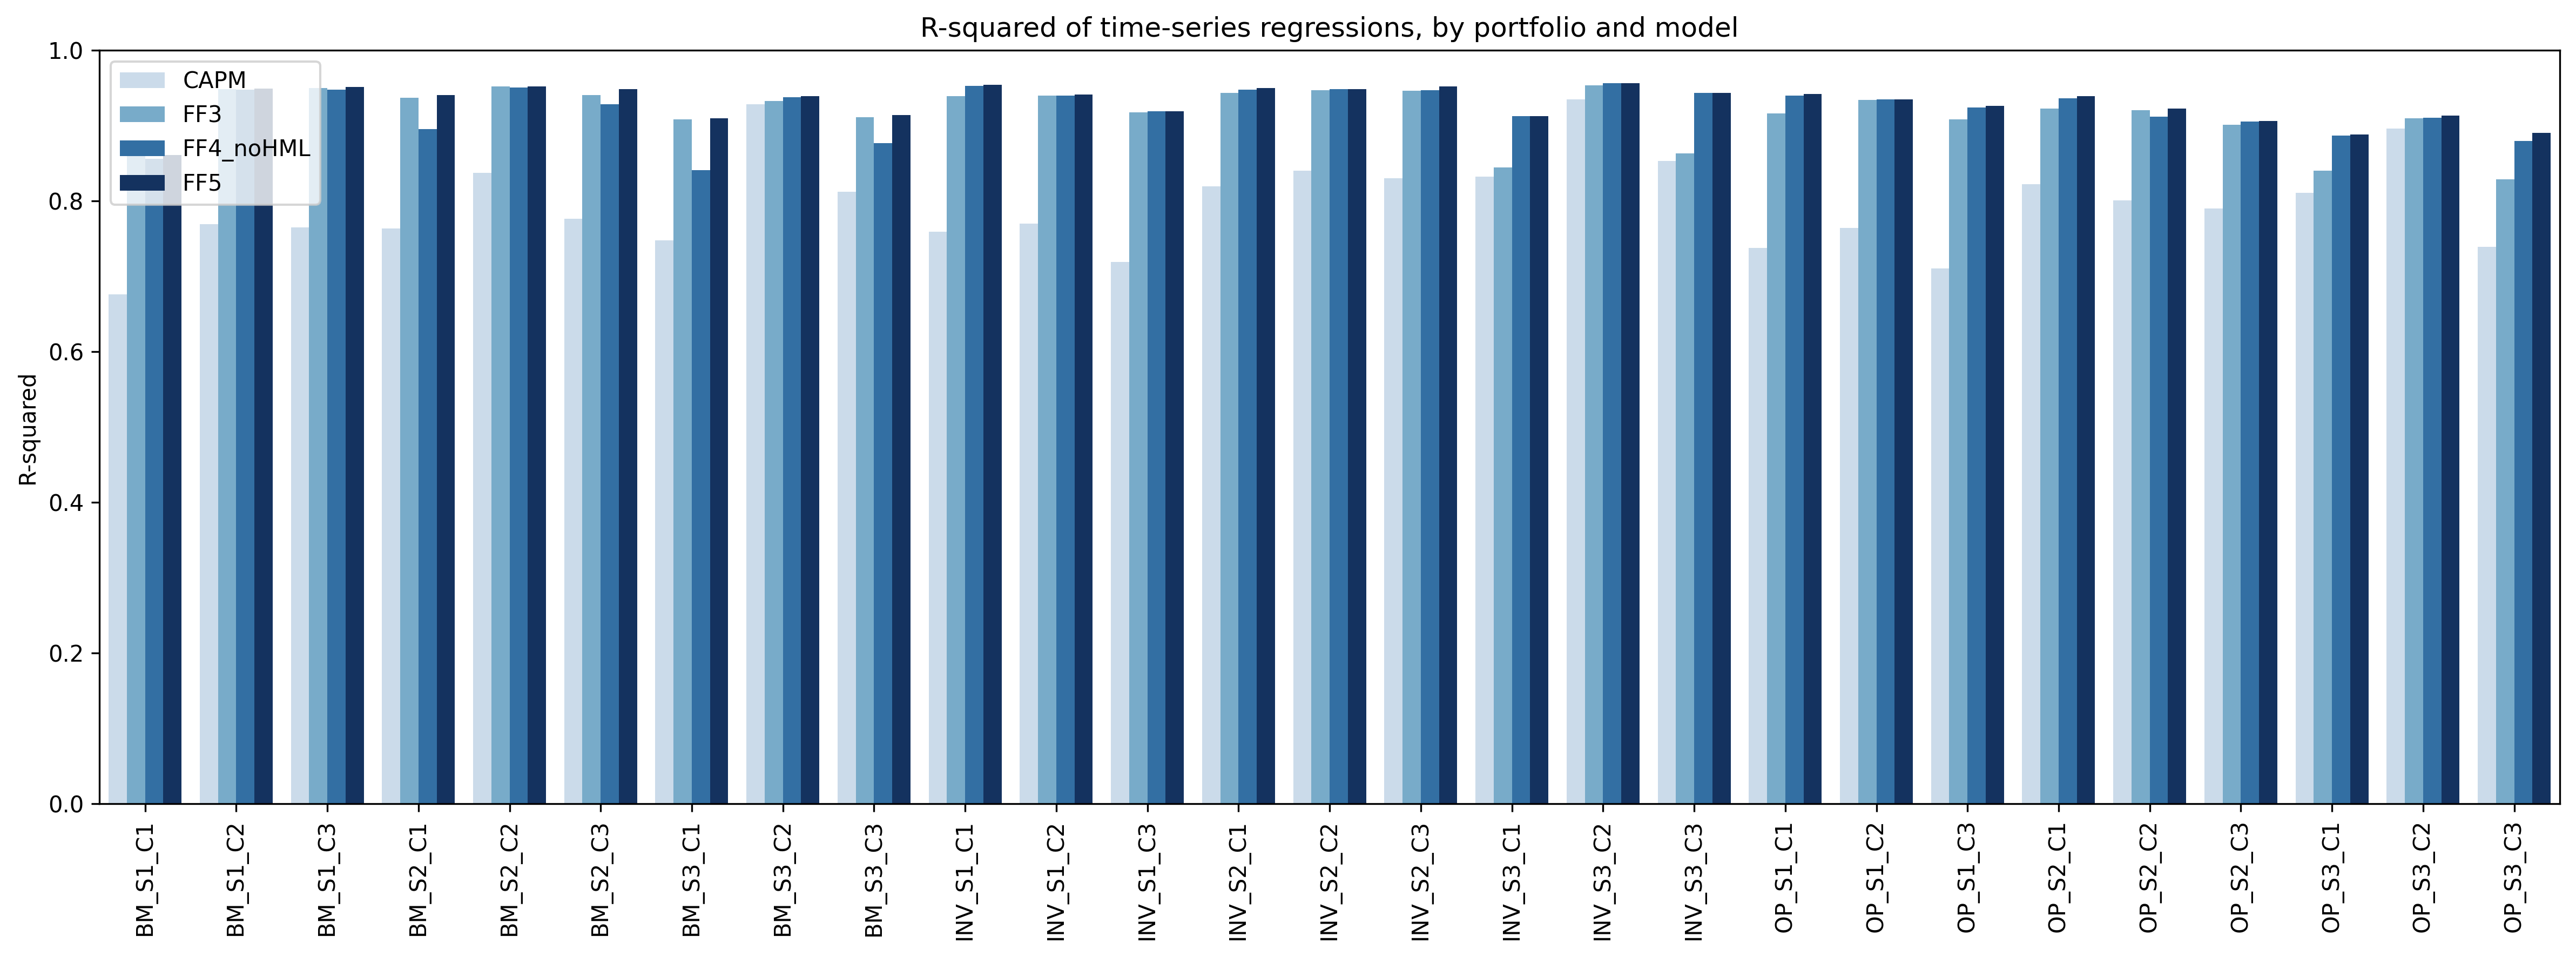 R-squared of time-series regressions, by portfolio and model
1.0
0.8
0.6
0.4
0.2
0.0
R-squared
CAPM
FF3
FF4_noHML
FF5
BM_S1_C1
BM_S1_C2
BM_S1_C3
BM_S2_C1
BM_S2_C2
BM_S2_C3
BM_S3_C1
BM_S3_C2
BM_S3_C3
INV_S1_C1
INV_S1_C2
INV_S1_C3
INV_S2_C1
INV_S2_C2
INV_S2_C3
INV_S3_C1
INV_S3_C2
INV_S3_C3
OP_S1_C1
OP_S1_C2
OP_S1_C3
OP_S2_C1
OP_S2_C2
OP_S2_C3
OP_S3_C1
OP_S3_C2
OP_S3_C3